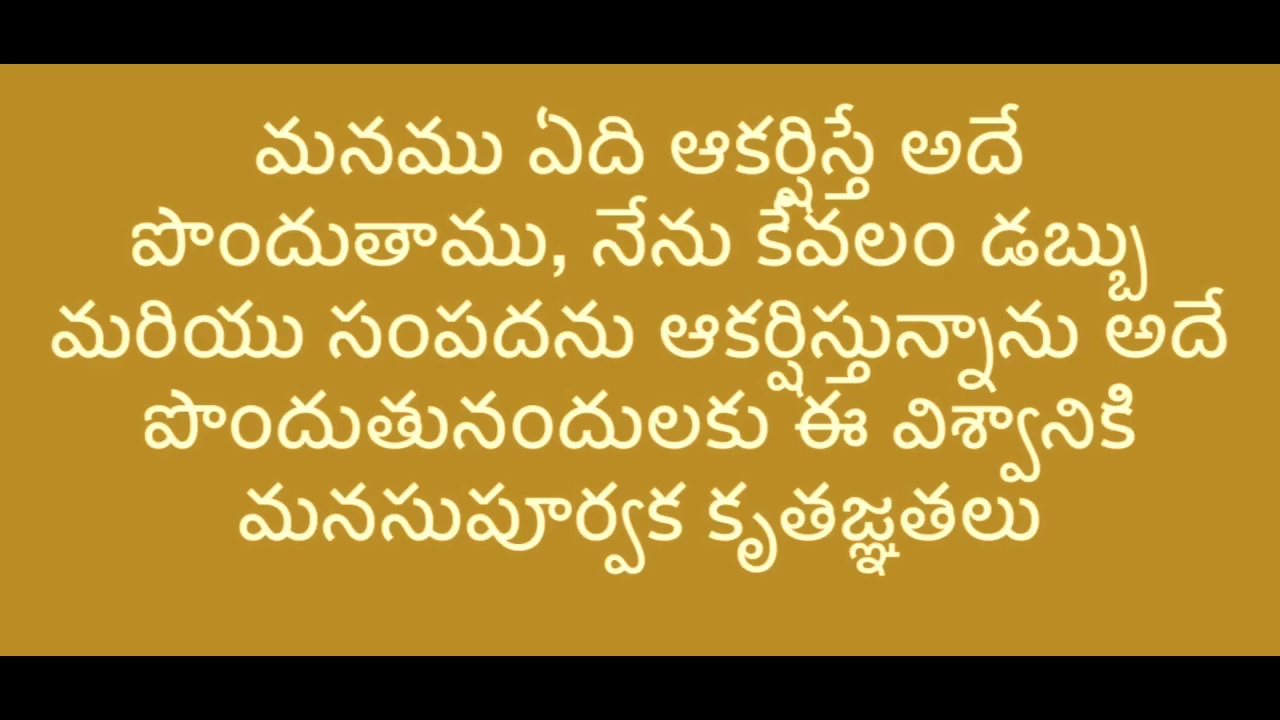 మనము ఏది ఆకర్షిస్తే అదే
పొందుతాము, నేను కేవలం డబ్బు
మరియు సంపదను ఆకర్షిస్తున్నాను అదే
పొందుతునందులకు ఈ విశ్వానికి
మనసుపూర్వక కృతజ్ఞతలు